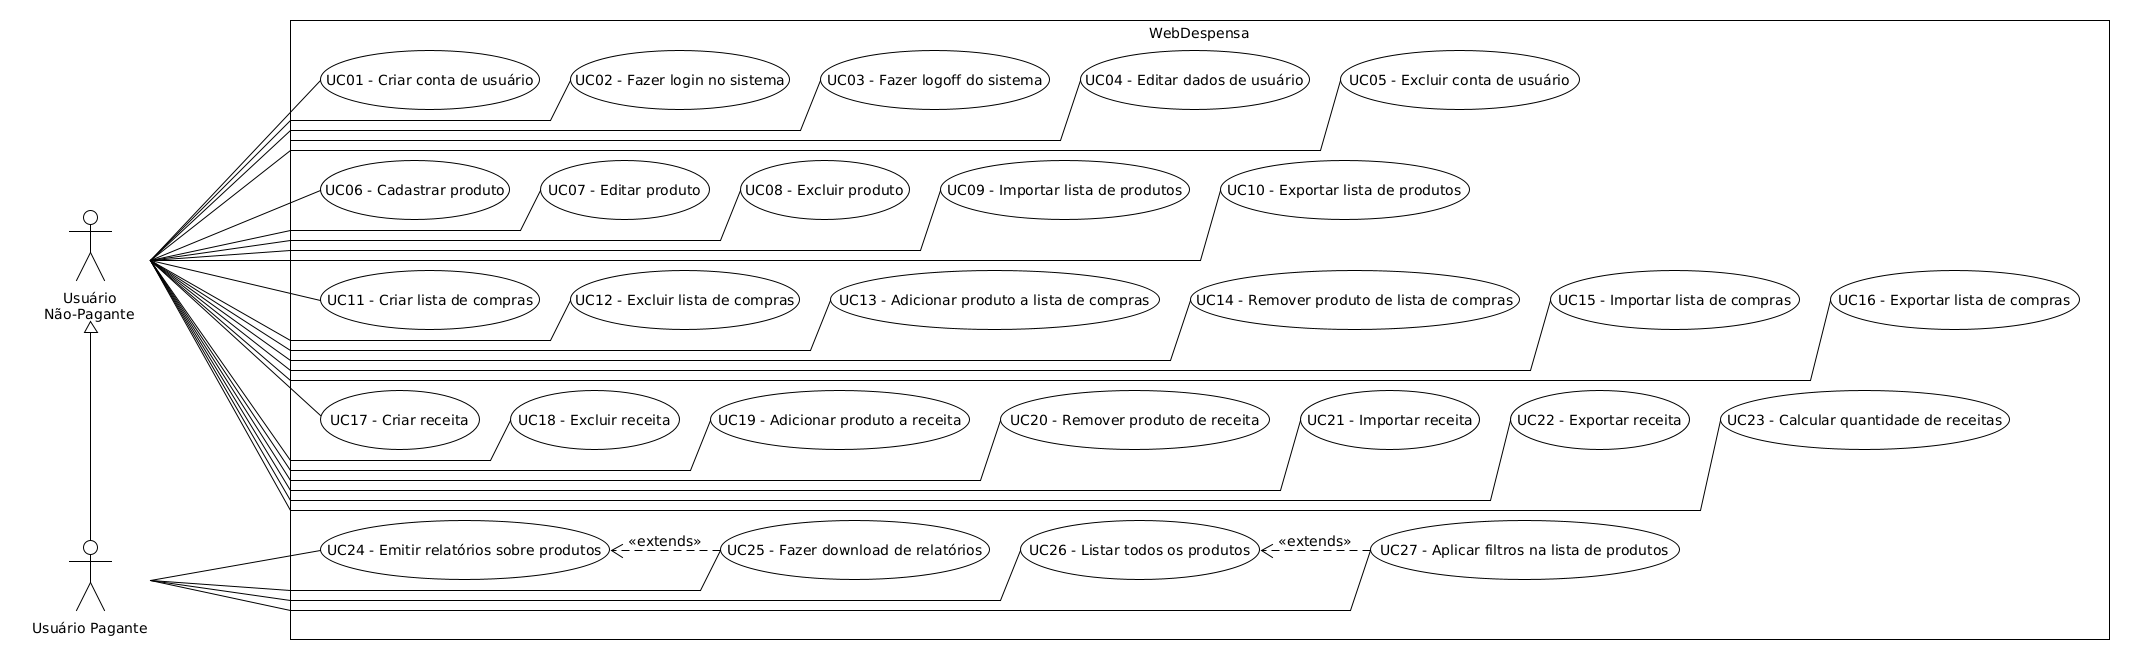 WebDespensa
UC01 - Criar conta de usuário
UC02 - Fazer login no sistema
UC03 - Fazer logoff do sistema
UC04 - Editar dados de usuário
UC05 - Excluir conta de usuário
UC06 - Cadastrar produto
UC07 - Editar produto
UC08 - Excluir produto
UC09 - Importar lista de produtos
UC10 - Exportar lista de produtos
Usuário
Não-Pagante
UC11 - Criar lista de compras
UC12 - Excluir lista de compras
UC13 - Adicionar produto a lista de compras
UC14 - Remover produto de lista de compras
UC15 - Importar lista de compras
UC16 - Exportar lista de compras
UC17 - Criar receita
UC18 - Excluir receita
UC19 - Adicionar produto a receita
UC20 - Remover produto de receita
UC21 - Importar receita
UC22 - Exportar receita
UC23 - Calcular quantidade de receitas
UC24 - Emitir relatórios sobre produtos
«extends»
UC25 - Fazer download de relatórios
UC26 - Listar todos os produtos
«extends»
UC27 - Aplicar filtros na lista de produtos
Usuário Pagante